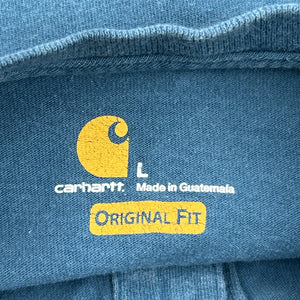 L
carhartt. Made in Guatemala
ORIGINAL FIT